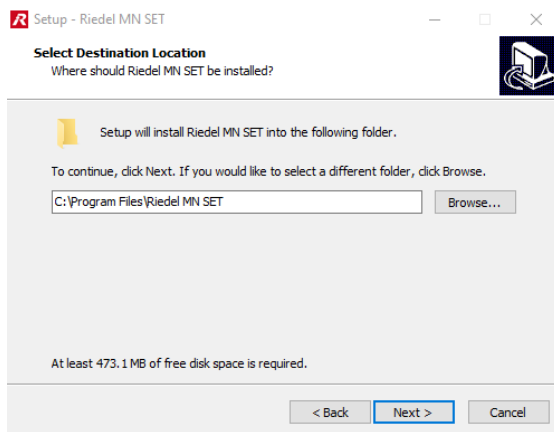 R Setup - Riedel MN SET
Select Destination Location
Where should Riedel MN SET be installed?
Setup will install Riedel MN SET into the following folder.
To continue, click Next. If you would like to select a different folder, click Browse.
C:\Program Files\Riedel MN SET
Browse...
At least 473.1 MB of free disk space is required.
< Back
Next >
Cancel